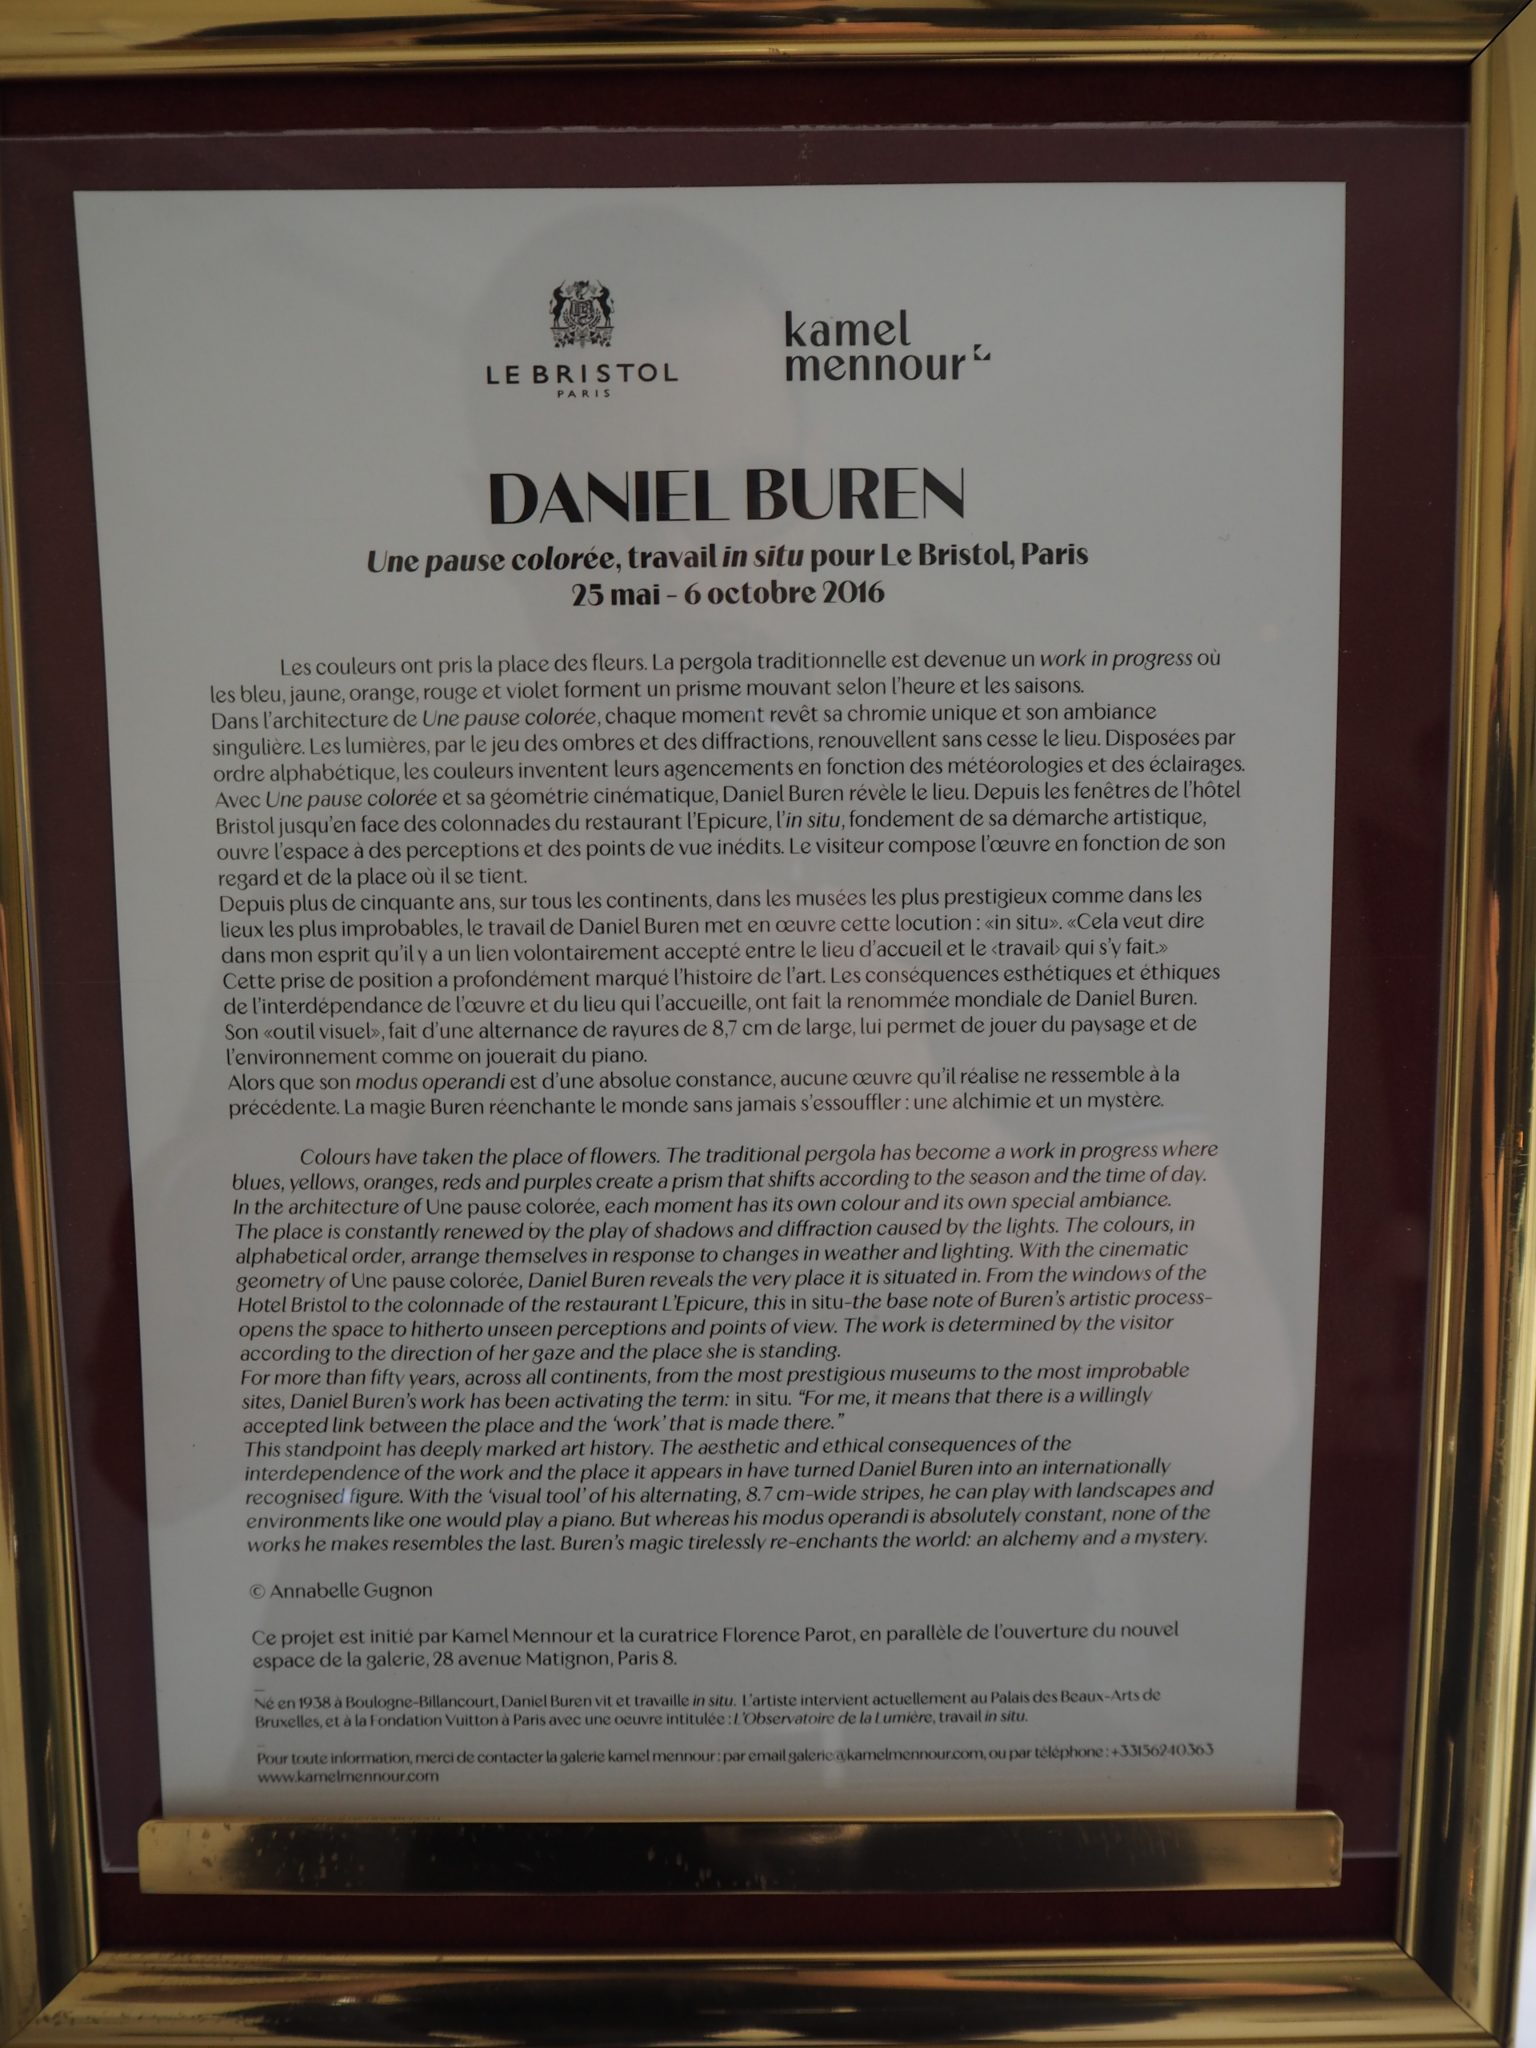 LE BRISTOL
PARIS
kamel
mennour
DANIEL BUREN
Une pause colorée, travail in situ pour Le Bristol, Paris
25 mai - 6 octobre 2016
Les couleurs ont pris la place des fleurs. La pergola traditionnelle est devenue un work in progress où
les bleu, jaune, orange, rouge et violet forment un prisme mouvant selon l'heure et les saisons.
Dans l'architecture de Une pause colorée, chaque moment revêt sa chromie unique et son ambiance
singulière. Les lumières, par le jeu des ombres et des diffractions, renouvellent sans cesse le lieu. Disposées par
ordre alphabétique, les couleurs inventent leurs agencements en fonction des météorologies et des éclairages.
Avec Une pause colorée et sa géométrie cinématique, Daniel Buren révèle le lieu. Depuis les fenêtres de l'hôtel
Bristol jusqu'en face des colonnades du restaurant l'Epicure, l'in situ, fondement de sa démarche artistique,
ouvre l'espace à des perceptions et des points de vue inédits. Le visiteur compose l'œuvre en fonction de son
regard et de la place où il se tient.
Depuis plus de cinquante ans, sur tous les continents, dans les musées les plus prestigieux comme dans les
lieux les plus improbables, le travail de Daniel Buren met en œuvre cette locution : «in situ». «Cela veut dire
dans mon esprit qu'il y a un lien volontairement accepté entre le lieu d'accueil et le ‹travail› qui s'y fait.»
Cette prise de position a profondément marqué l'histoire de l'art. Les conséquences esthétiques et éthiques
de l'interdépendance de l'œuvre et du lieu qui l'accueille, ont fait la renommée mondiale de Daniel Buren.
Son «outil visuel», fait d'une alternance de rayures de 8,7 cm de large, lui permet de jouer du paysage et de
l'environnement comme on jouerait du piano.
Alors que son modus operandi est d'une absolue constance, aucune œuvre qu'il réalise ne ressemble à la
précédente. La magie Buren réenchante le monde sans jamais s'essouffler : une alchimie et un mystère.
Colours have taken the place of flowers. The traditional pergola has become a work in progress where
blues, yellows, oranges, reds and purples create a prism that shifts according to the season and the time of day.
In the architecture of Une pause colorée, each moment has its own colour and its own special ambiance.
The place is constantly renewed by the play of shadows and diffraction caused by the lights. The colours, in
alphabetical order, arrange themselves in response to changes in weather and lighting. With the cinematic
geometry of Une pause colorée, Daniel Buren reveals the very place it is situated in. From the windows of the
Hotel Bristol to the colonnade of the restaurant L'Epicure, this in situ-the base note of Buren's artistic process-
opens the space to hitherto unseen perceptions and points of view. The work is determined by the visitor
according to the direction of her gaze and the place she is standing.
For more than fifty years, across all continents, from the most prestigious museums to the most improbable
sites, Daniel Buren's work has been activating the term: in situ. "For me, it means that there is a willingly
accepted link between the place and the 'work' that is made there."
This standpoint has deeply marked art history. The aesthetic and ethical consequences of the
interdependence of the work and the place it appears in have turned Daniel Buren into an internationally
recognised figure. With the 'visual tool' of his alternating, 8.7 cm-wide stripes, he can play with landscapes and
environments like one would play a piano. But whereas his modus operandi is absolutely constant, none of the
works he makes resembles the last. Buren's magic tirelessly re-enchants the world: an alchemy and a mystery.
© Annabelle Gugnon
Ce projet est initié par Kamel Mennour et la curatrice Florence Parot, en parallèle de l'ouverture du nouvel
espace de la galerie, 28 avenue Matignon, Paris 8.
Né en 1938 à Boulogne-Billancourt, Daniel Buren vit et travaille in situ. L'artiste intervient actuellement au Palais des Beaux-Arts de
Bruxelles, et à la Fondation Vuitton à Paris avec une oeuvre intitulée : L'Observatoire de la Lumière, travail in situ.
Pour toute information, merci de contacter la galerie kamel mennour : par email galerie@kamelmennour.com, ou par téléphone : +33156240363
www.kamelmennour.com